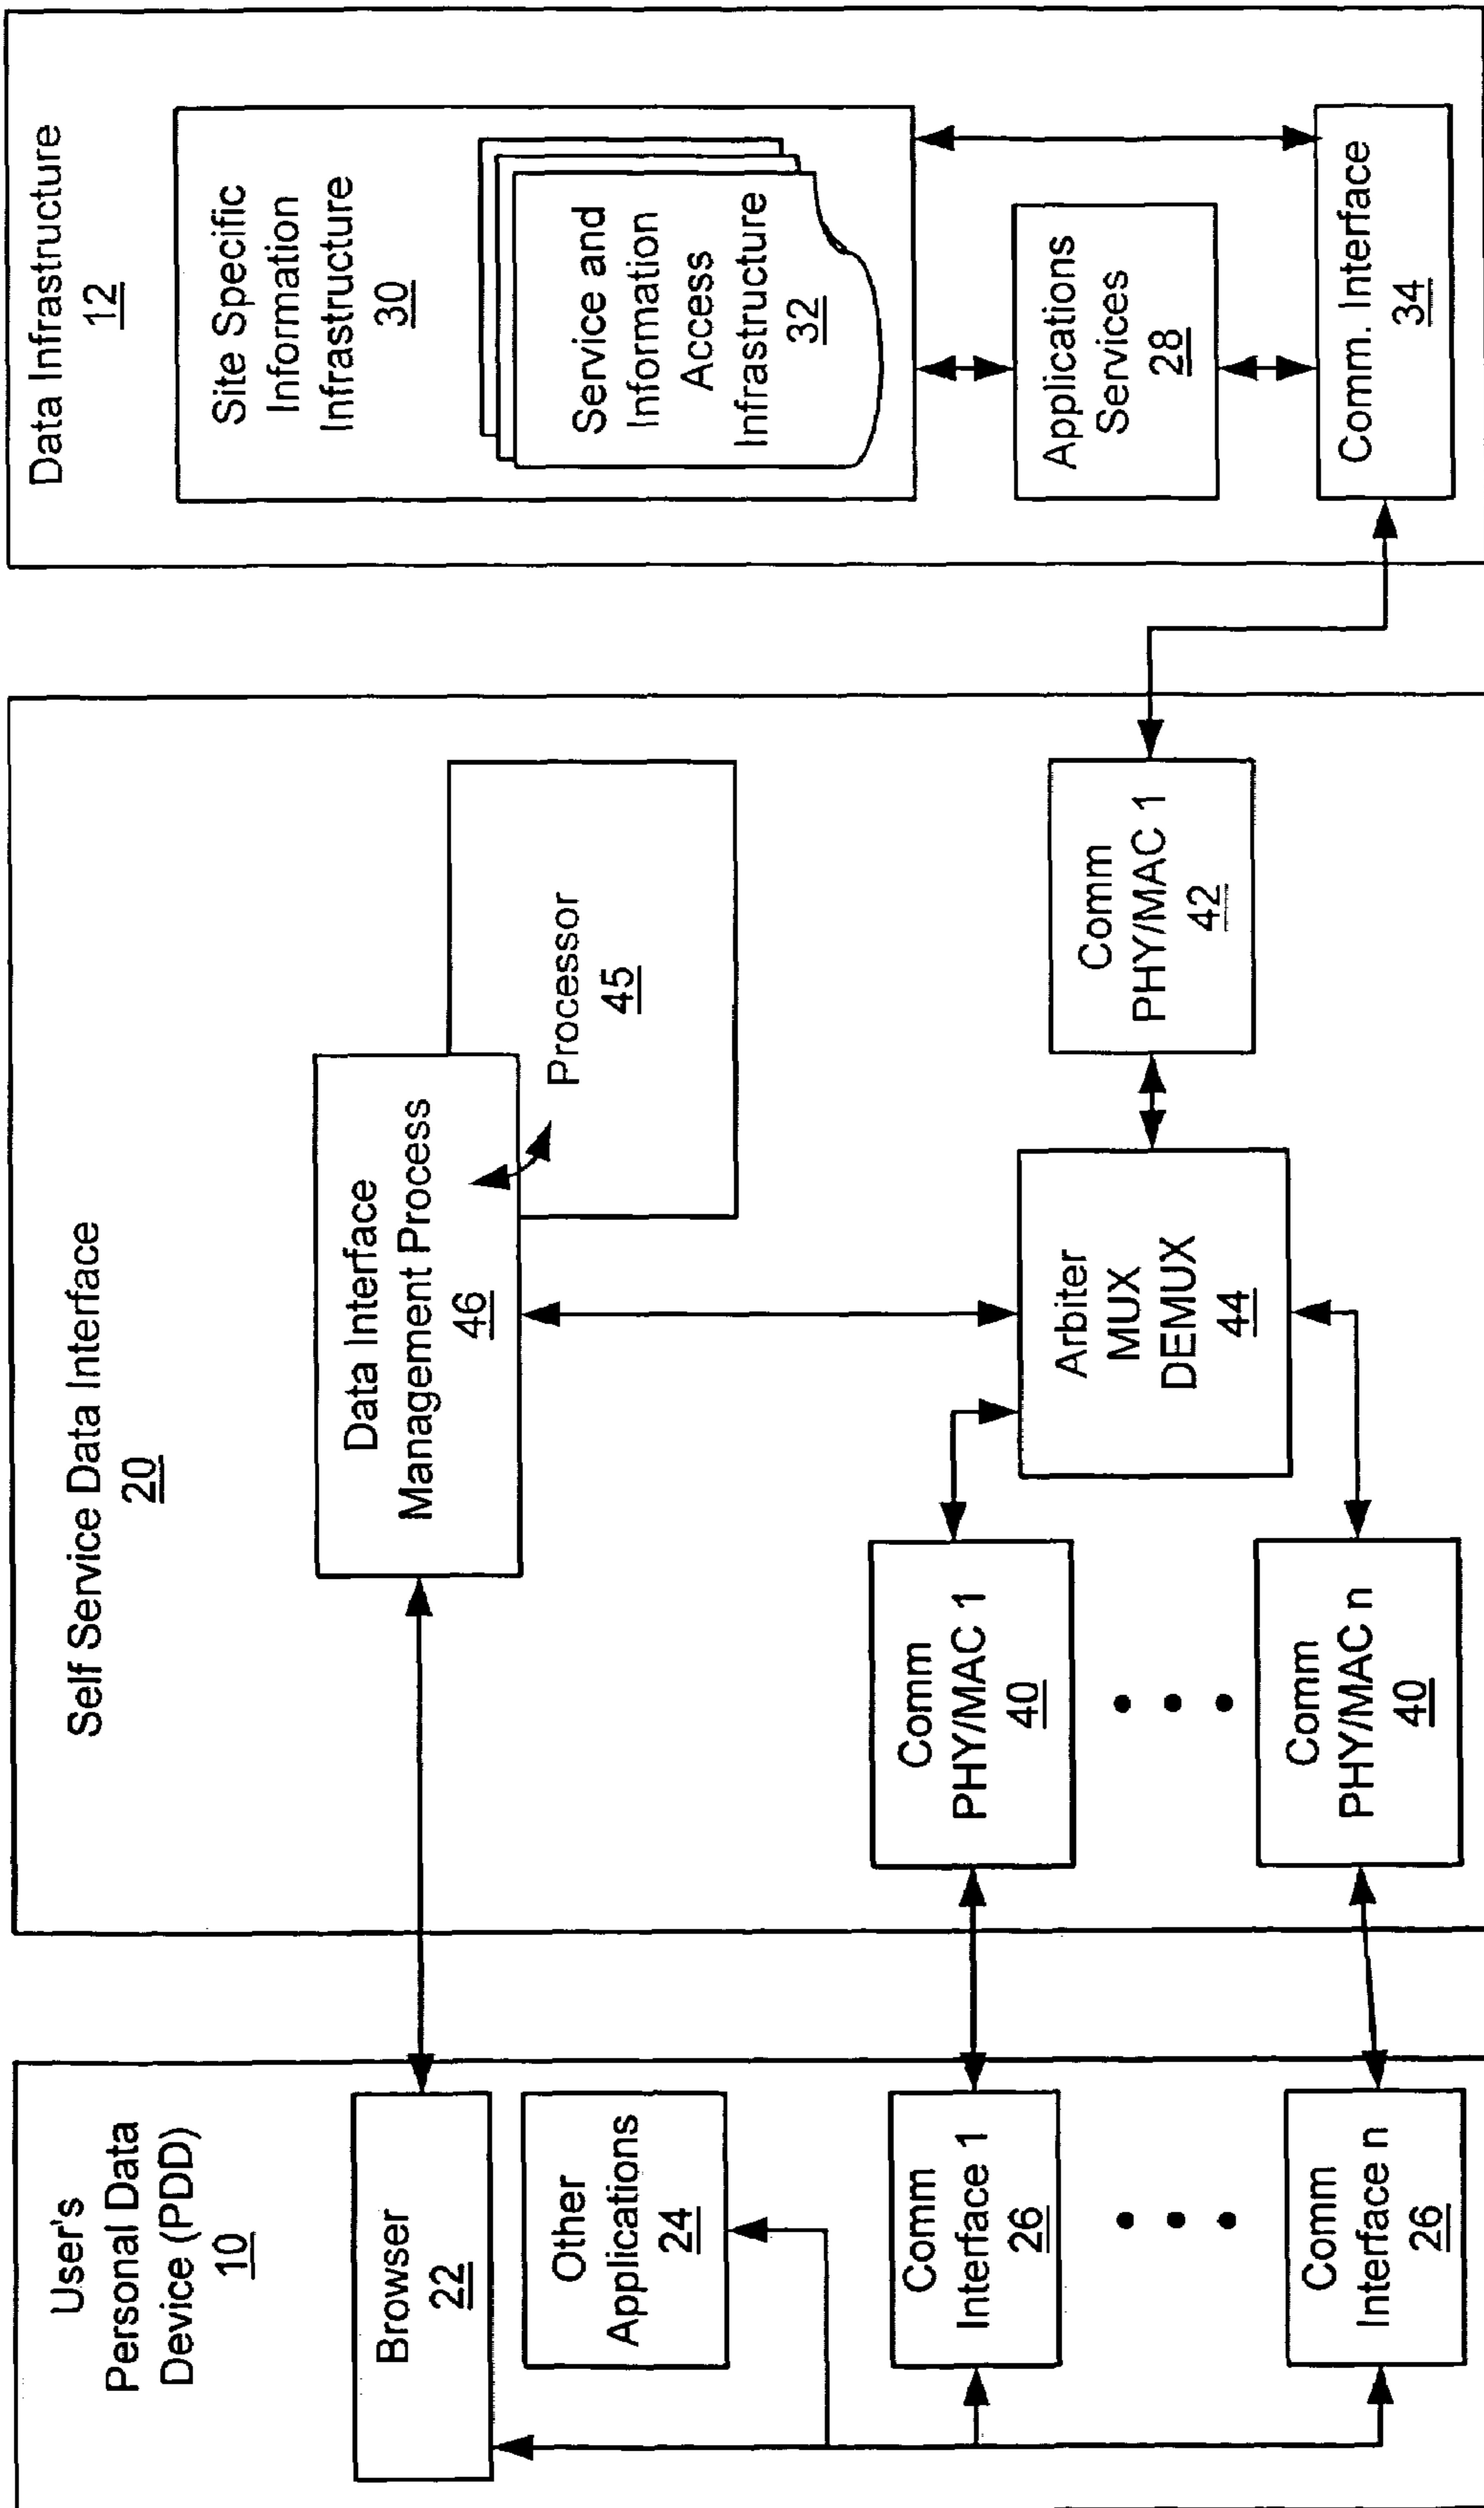 User's
Personal Data
Device (PDD)
10
Browser
22
Other
Applications
24
Comm
Interface 1
26
Comm
Interface n
26
Self Service Data Interface
20
Data Interface
Management Process
46
Processor
45
Comm
PHY/MAC 1
40
Comm
PHY/MAC n
40
Arbiter
MUX
DEMUX
44
Comm
PHY/MAC 1
42
Data Infrastructure
12
Site Specific
Information
Infrastructure
30
Service and
Information
Access
Infrastructure
32
Applications
Services
28
Comm. Interface
34